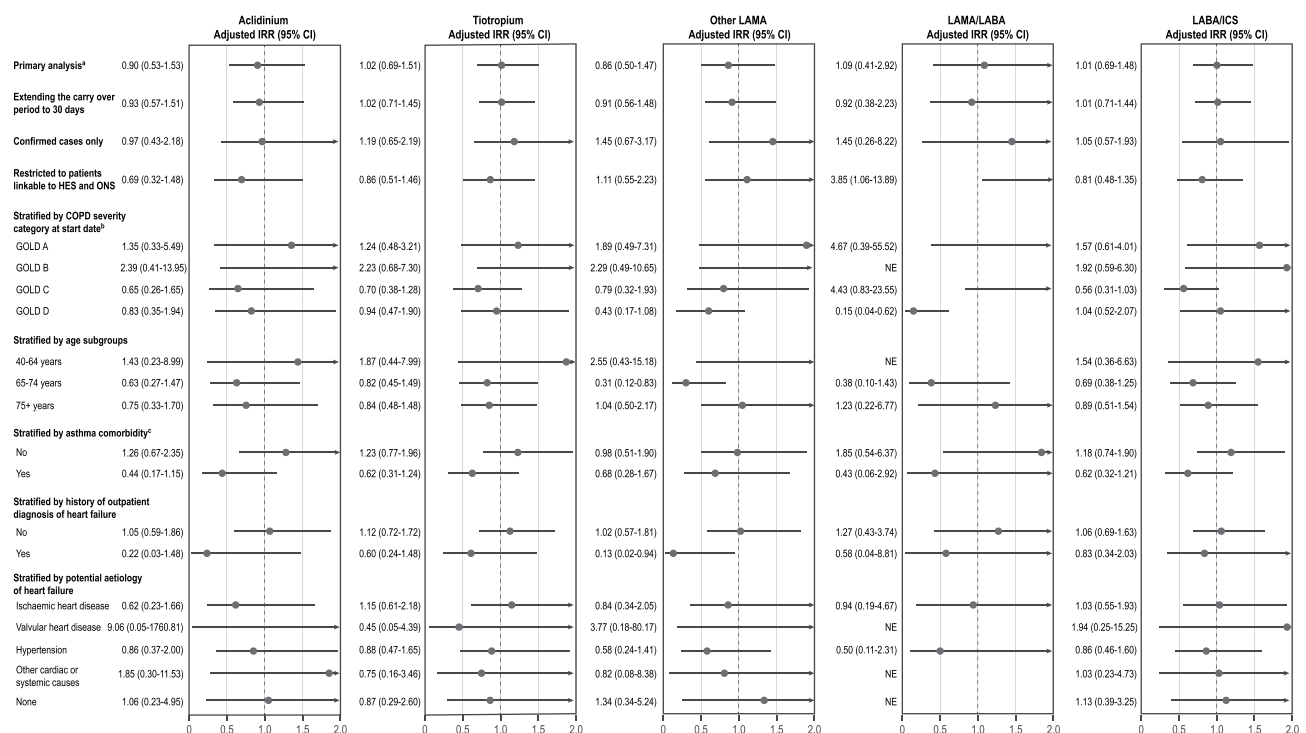 Aclidinium Tiotropium Other LAMA LAMA/LABA LABA/ICS
Adjusted IRR (95% CI) Adjusted IRR (95% CI) Adjusted IRR (95% CI) Adjusted IRR (95% CI) Adjusted IRR (95% CI)
Primary analysisᵃ 0.90 (0.53-1.53) 1.02 (0.69-1.51) 0.86 (0.50-1.47) 1.09 (0.41-2.92) 1.01 (0.69-1.48)
Extending the carry over
period to 30 days 0.93 (0.57-1.51) 1.02 (0.71-1.45) 0.91 (0.56-1.48) 0.92 (0.38-2.23) 1.01 (0.71-1.44)
Confirmed cases only 0.97 (0.43-2.18) 1.19 (0.65-2.19) 1.45 (0.67-3.17) 1.45 (0.26-8.22) 1.05 (0.57-1.93)
Restricted to patients
linkable to HES and ONS 0.69 (0.32-1.48) 0.86 (0.51-1.46) 1.11 (0.55-2.23) 3.85 (1.06-13.89) 0.81 (0.48-1.35)
Stratified by COPD severity
category at start dateᵇ
GOLD A 1.35 (0.33-5.49) 1.24 (0.48-3.21) 1.89 (0.49-7.31) 4.67 (0.39-55.52) 1.57 (0.61-4.01)
GOLD B 2.39 (0.41-13.95) 2.23 (0.68-7.30) 2.29 (0.49-10.65) NE 1.92 (0.59-6.30)
GOLD C 0.65 (0.26-1.65) 0.70 (0.38-1.28) 0.79 (0.32-1.93) 4.43 (0.83-23.55) 0.56 (0.31-1.03)
GOLD D 0.83 (0.35-1.94) 0.94 (0.47-1.90) 0.43 (0.17-1.08) 0.15 (0.04-0.62) 1.04 (0.52-2.07)
Stratified by age subgroups
40-64 years 1.43 (0.23-8.99) 1.87 (0.44-7.99) 2.55 (0.43-15.18) NE 1.54 (0.36-6.63)
65-74 years 0.63 (0.27-1.47) 0.82 (0.45-1.49) 0.31 (0.12-0.83) 0.38 (0.10-1.43) 0.69 (0.38-1.25)
75+ years 0.75 (0.33-1.70) 0.84 (0.48-1.48) 1.04 (0.50-2.17) 1.23 (0.22-6.77) 0.89 (0.51-1.54)
Stratified by asthma comorbidityᶜ
No 1.26 (0.67-2.35) 1.23 (0.77-1.96) 0.98 (0.51-1.90) 1.85 (0.54-6.37) 1.18 (0.74-1.90)
Yes 0.44 (0.17-1.15) 0.62 (0.31-1.24) 0.68 (0.28-1.67) 0.43 (0.06-2.92) 0.62 (0.32-1.21)
Stratified by history of outpatient
diagnosis of heart failure
No 1.05 (0.59-1.86) 1.12 (0.72-1.72) 1.02 (0.57-1.81) 1.27 (0.43-3.74) 1.06 (0.69-1.63)
Yes 0.22 (0.03-1.48) 0.60 (0.24-1.48) 0.13 (0.02-0.94) 0.58 (0.04-8.81) 0.83 (0.34-2.03)
Stratified by potential aetiology
of heart failure
Ischaemic heart disease 0.62 (0.23-1.66) 1.15 (0.61-2.18) 0.84 (0.34-2.05) 0.94 (0.19-4.67) 1.03 (0.55-1.93)
Valvular heart disease 9.06 (0.05-1760.81) 0.45 (0.05-4.39) 3.77 (0.18-80.17) NE 1.94 (0.25-15.25)
Hypertension 0.86 (0.37-2.00) 0.88 (0.47-1.65) 0.58 (0.24-1.41) 0.50 (0.11-2.31) 0.86 (0.46-1.60)
Other cardiac or
systemic causes 1.85 (0.30-11.53) 0.75 (0.16-3.46) 0.82 (0.08-8.38) NE 1.03 (0.23-4.73)
None 1.06 (0.23-4.95) 0.87 (0.29-2.60) 1.34 (0.34-5.24) NE 1.13 (0.39-3.25)
0 0.5 1.0 1.5 2.0 0 0.5 1.0 1.5 2.0 0 0.5 1.0 1.5 2.0 0 0.5 1.0 1.5 2.0 0 0.5 1.0 1.5 2.0